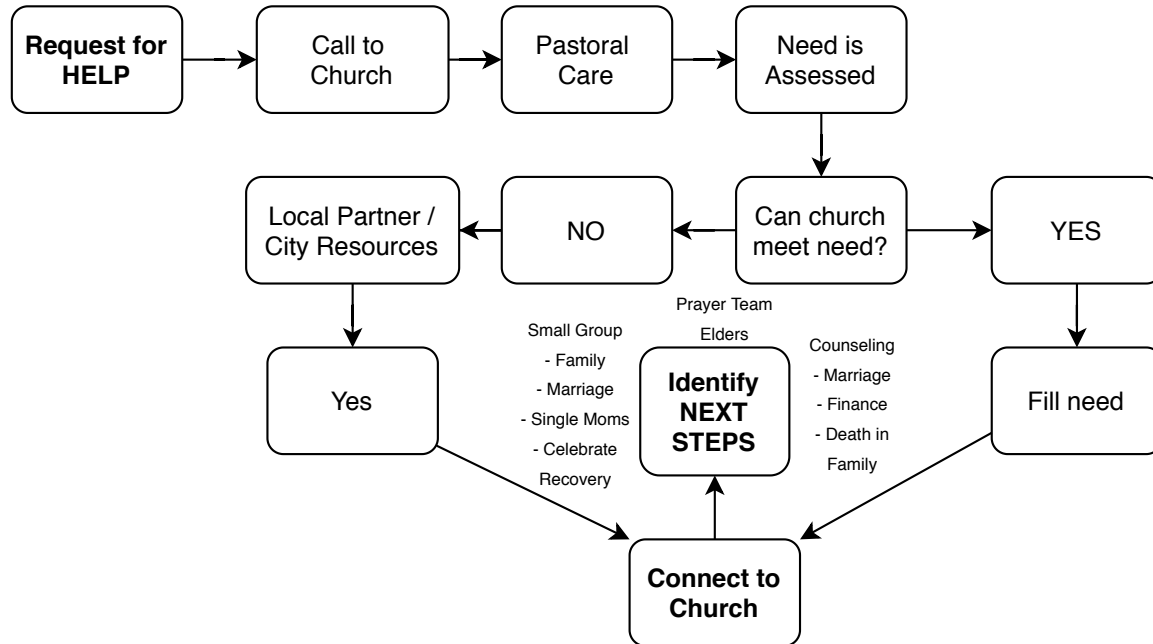 Request for
HELP
Call to
Church
Pastoral
Care
Need is
Assessed
Local Partner /
City Resources
NO
Can church
meet need?
YES
Yes
Small Group
- Family
- Marriage
- Single Moms
- Celebrate
Recovery
Prayer Team
Elders
Identify
NEXT
STEPS
Counseling
- Marriage
- Finance
- Death in
Family
Fill need
Connect to
Church